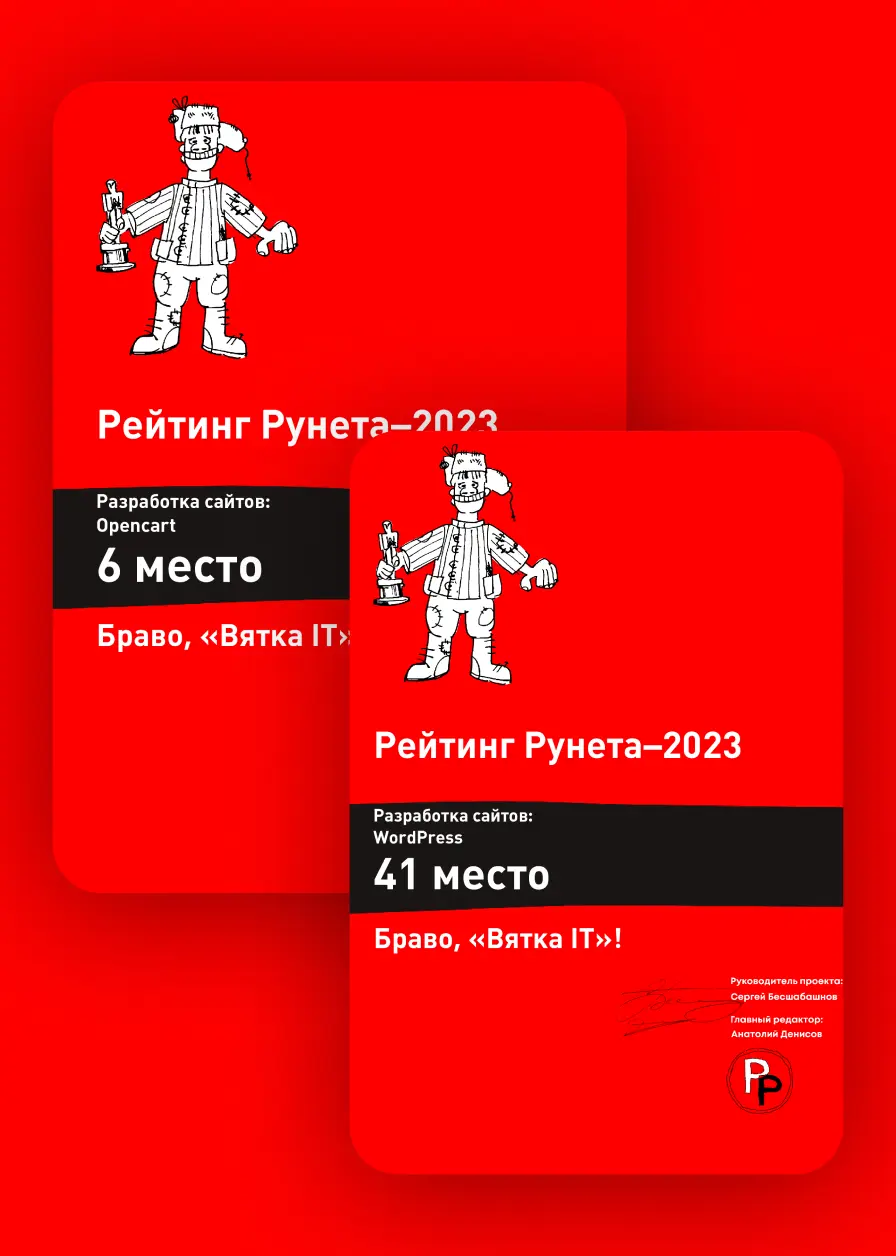 Рейтинг Рунета–2023
Разработка сайтов:
Opencart
6 место
Браво, «Вятка IT»
Рейтинг Рунета–2023
Разработка сайтов:
WordPress
41 место
Браво, «Вятка IT»!
Руководитель проекта:
Сергей Бесшабашнов
Главный редактор:
Анатолий Денисов
РР